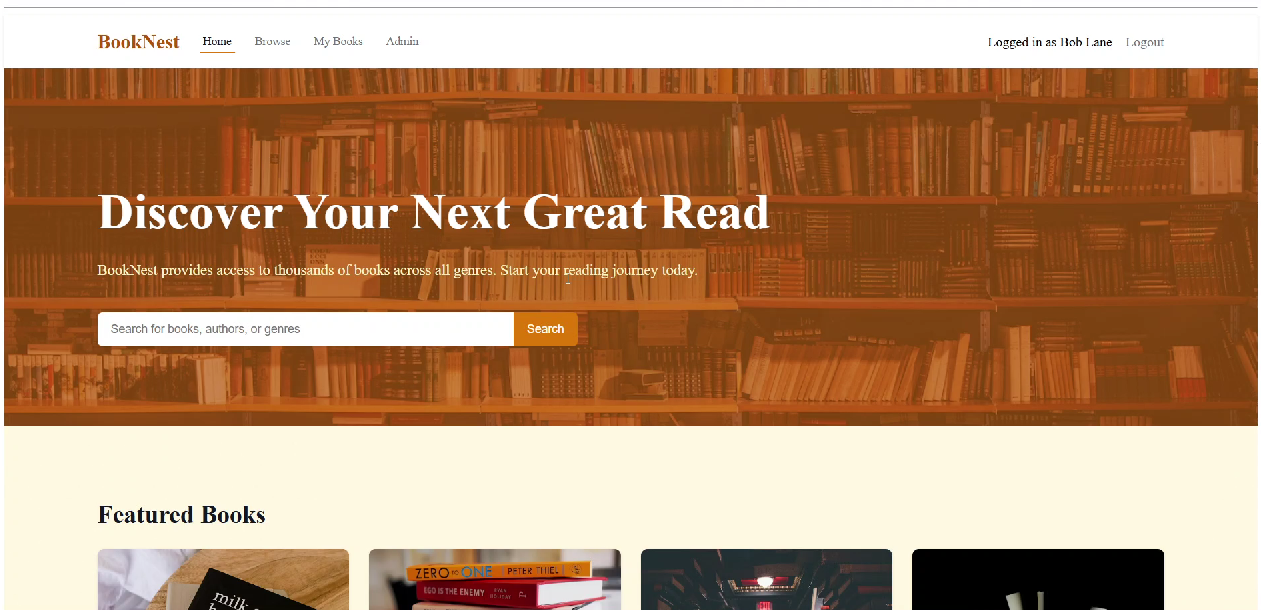 BookNest Home Browse My Books Admin Logged in as Bob Lane Logout
Discover Your Next Great Read
BookNest provides access to thousands of books across all genres. Start your reading journey today.
Search for books, authors, or genres Search
Featured Books
milk
ZERO TO ONE PETER THIEL
EGO IS THE ENEMY RYAN HOLIDAY